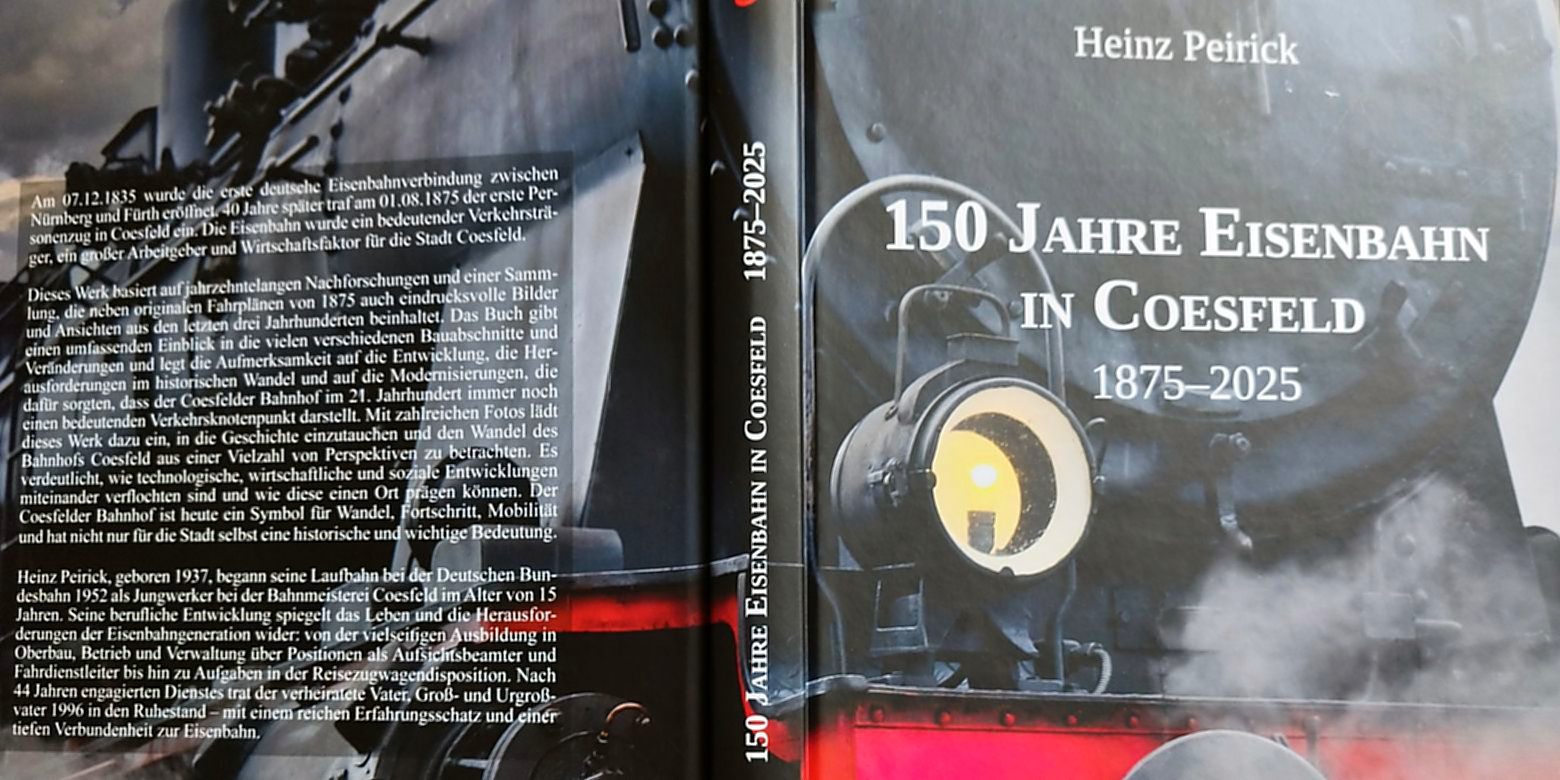 Am 07.12.1835 wurde die erste deutsche Eisenbahnverbindung zwischen
Nürnberg und Fürth eröffnet. 40 Jahre später traf am 01.08.1875 der erste Per-
sonenzug in Coesfeld ein. Die Eisenbahn wurde ein bedeutender Verkehrsträ-
ger, ein großer Arbeitgeber und Wirtschaftsfaktor für die Stadt Coesfeld.
Dieses Werk basiert auf jahrzehntelangen Nachforschungen und einer Samm-
lung, die neben originalen Fahrplänen von 1875 auch eindrucksvolle Bilder
und Ansichten aus den letzten drei Jahrhunderten beinhaltet. Das Buch gibt
einen umfassenden Einblick in die vielen verschiedenen Bauabschnitte und
Veränderungen und legt die Aufmerksamkeit auf die Entwicklung, die Her-
ausforderungen im historischen Wandel und auf die Modernisierungen, die
dafür sorgten, dass der Coesfelder Bahnhof im 21. Jahrhundert immer noch
einen bedeutenden Verkehrsknotenpunkt darstellt. Mit zahlreichen Fotos lädt
dieses Werk dazu ein, in die Geschichte einzutauchen und den Wandel des
Bahnhofs Coesfeld aus einer Vielzahl von Perspektiven zu betrachten. Es
verdeutlicht, wie technologische, wirtschaftliche und soziale Entwicklungen
miteinander verflochten sind und wie diese einen Ort prägen können. Der
Coesfelder Bahnhof ist heute ein Symbol für Wandel, Fortschritt, Mobilität
und hat nicht nur für die Stadt selbst eine historische und wichtige Bedeutung.
Heinz Peirick, geboren 1937, begann seine Laufbahn bei der Deutschen Bun-
desbahn 1952 als Jungwerker bei der Bahnmeisterei Coesfeld im Alter von 15
Jahren. Seine berufliche Entwicklung spiegelt das Leben und die Herausfor-
derungen der Eisenbahngeneration wider: von der vielseitigen Ausbildung in
Oberbau, Betrieb und Verwaltung über Positionen als Aufsichtsbeamter und
Fahrdienstleiter bis hin zu Aufgaben in der Reisezugwagendisposition. Nach
44 Jahren engagierten Dienstes trat der verheiratete Vater, Groß- und Urgroß-
vater 1996 in den Ruhestand – mit einem reichen Erfahrungsschatz und einer
tiefen Verbundenheit zur Eisenbahn.
150 Jahre Eisenbahn in Coesfeld 1875–2025
Heinz Peirick
150 Jahre Eisenbahn
in Coesfeld
1875–2025